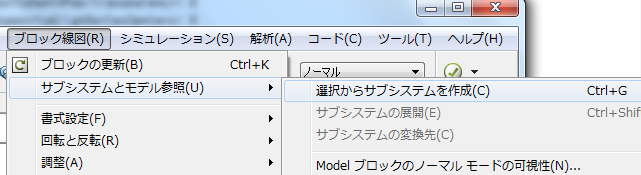 ブロック線図(R) シミュレーション(S) 解析(A) コード(C) ツール(T) ヘルプ(H)
ブロックの更新(B) Ctrl+K
ノーマル
サブシステムとモデル参照(U)
選択からサブシステムを作成(C) Ctrl+G
サブシステムの展開(E) Ctrl+Shif
書式設定(F)
サブシステムの変換先(C)
回転と反転(R)
調整(A)
Model ブロックのノーマル モードの可視性(N)...